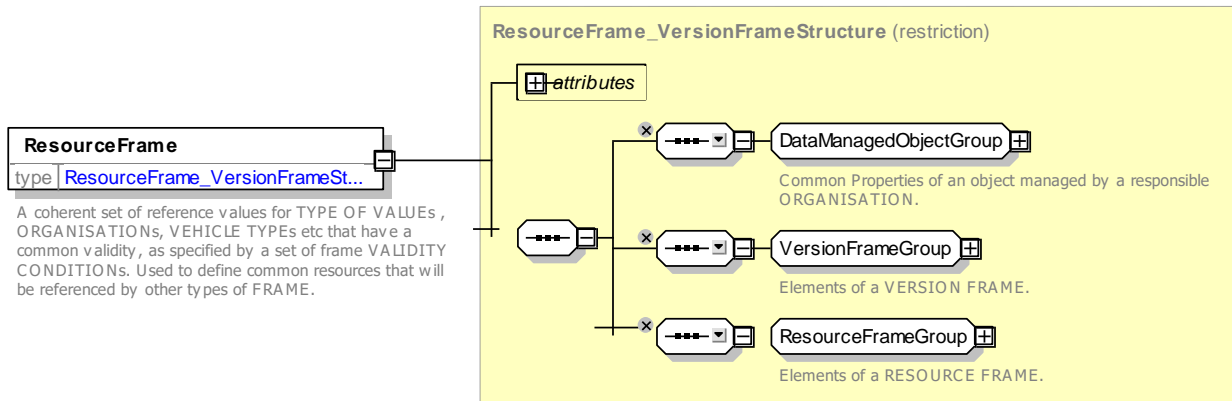 ResourceFrame_VersionFrameStructure (restriction)
attributes
ResourceFrame
type ResourceFrame_VersionFrameSt...
A coherent set of reference values for TYPE OF VALUEs ,
ORGANISATIONs, VEHICLE TYPEs etc that have a
common validity, as specified by a set of frame VALIDITY
CONDITIONs. Used to define common resources that will
be referenced by other types of FRAME.
DataManagedObjectGroup
Common Properties of an object managed by a responsible
ORGANISATION.
VersionFrameGroup
Elements of a VERSION FRAME.
ResourceFrameGroup
Elements of a RESOURCE FRAME.